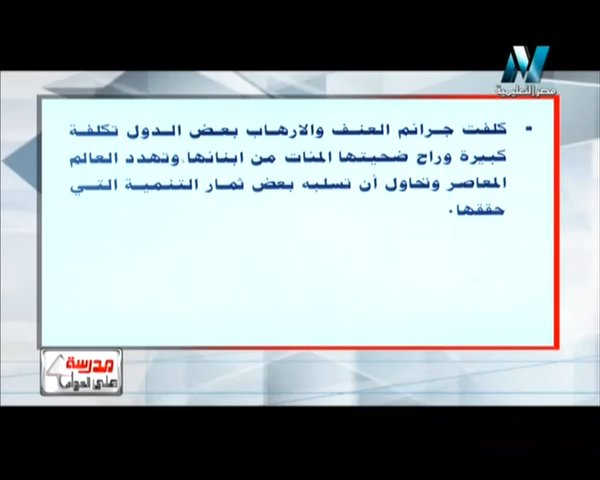 مصر التعليمية
- كلفت جرائم العنف والارهاب بعض الدول تكلفة
كبيرة وراح ضحيتها المئات من ابنائها، وتهدد العالم
المعاصر وتحاول أن تسلبه بعض ثمار التنمية التي
حققها.
مدرسة
على الهواء